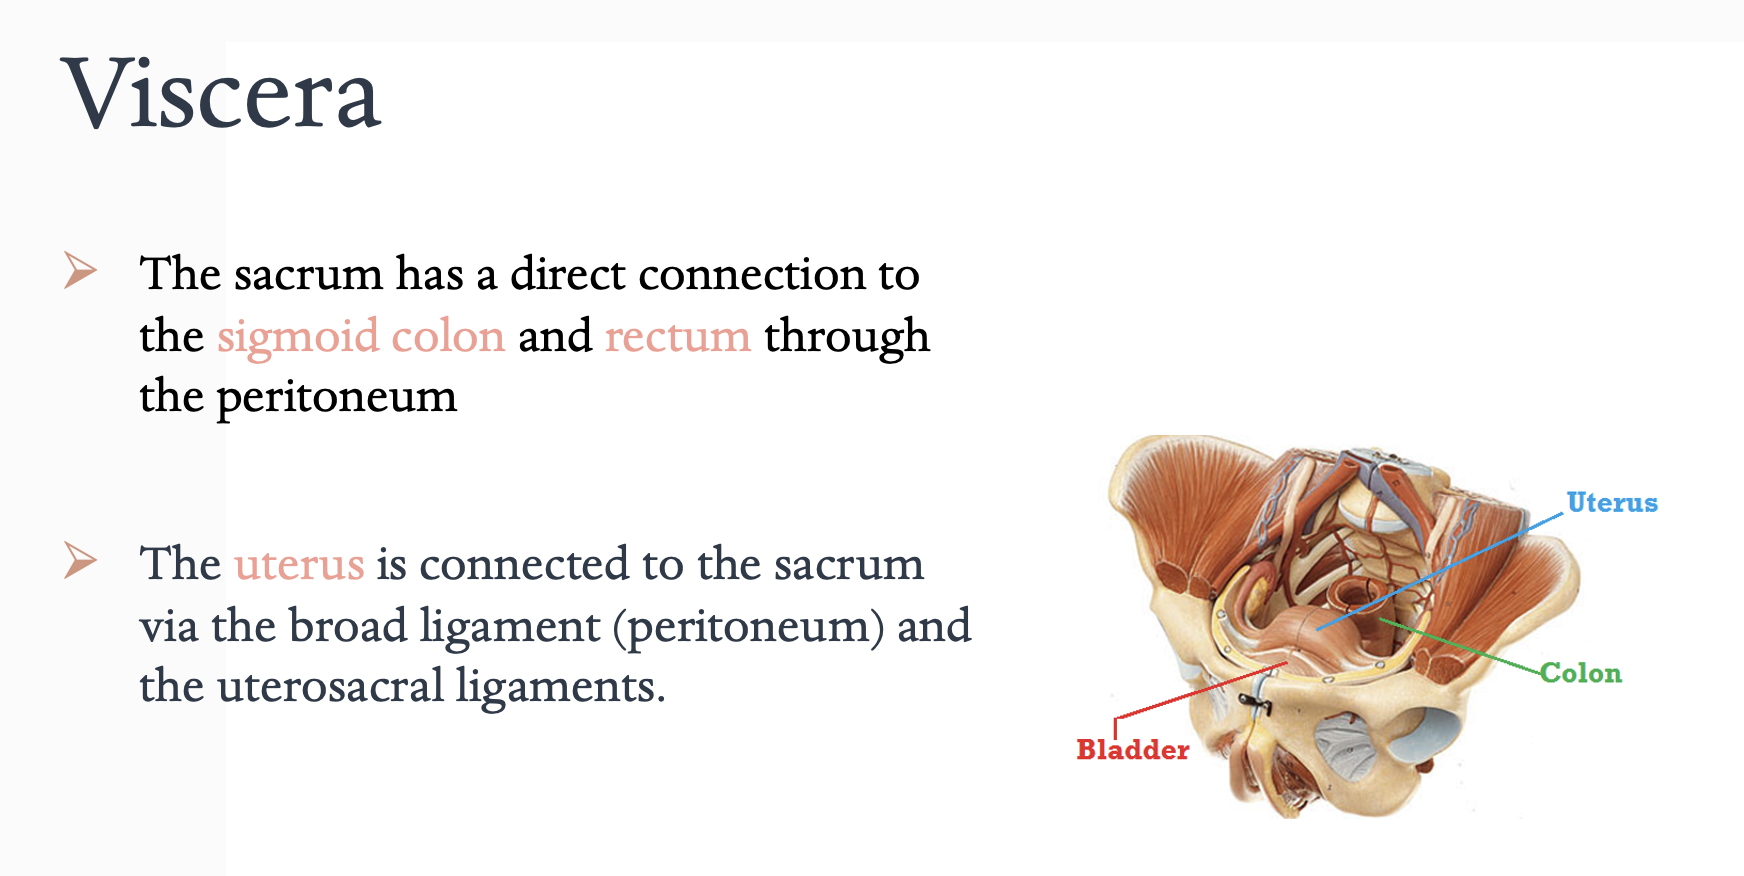 Viscera
The sacrum has a direct connection to
the sigmoid colon and rectum through
the peritoneum
The uterus is connected to the sacrum
via the broad ligament (peritoneum) and
the uterosacral ligaments.
Uterus
Colon
Bladder